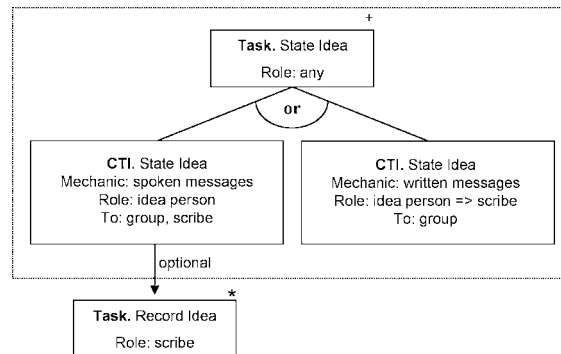 +
Task. State Idea
Role: any
or
CTI. State Idea
Mechanic: spoken messages
Role: idea person
To: group, scribe
CTI. State Idea
Mechanic: written messages
Role: idea person => scribe
To: group
optional
*
Task. Record Idea
Role: scribe